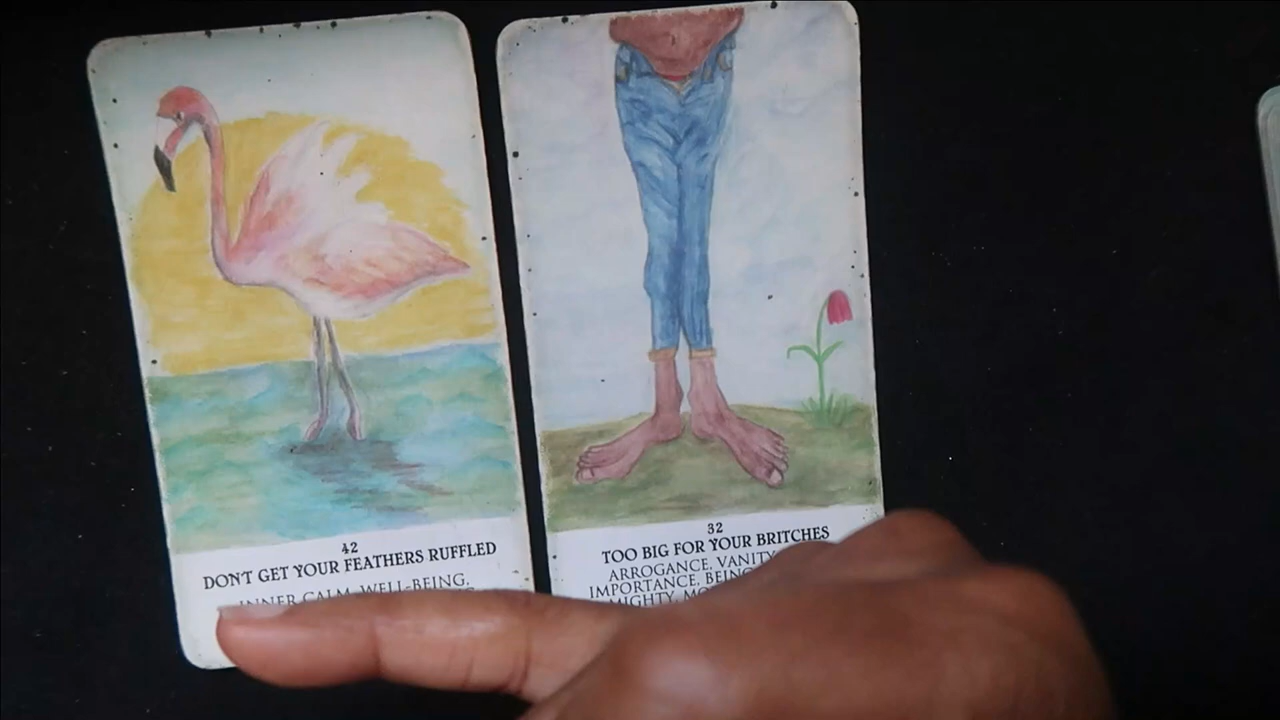 42
DON'T GET YOUR FEATHERS RUFFLED
INNER CALM, WELL-BEING,
32
TOO BIG FOR YOUR BRITCHES
ARROGANCE, VANITY
IMPORTANCE, BEING
MIGHTY,